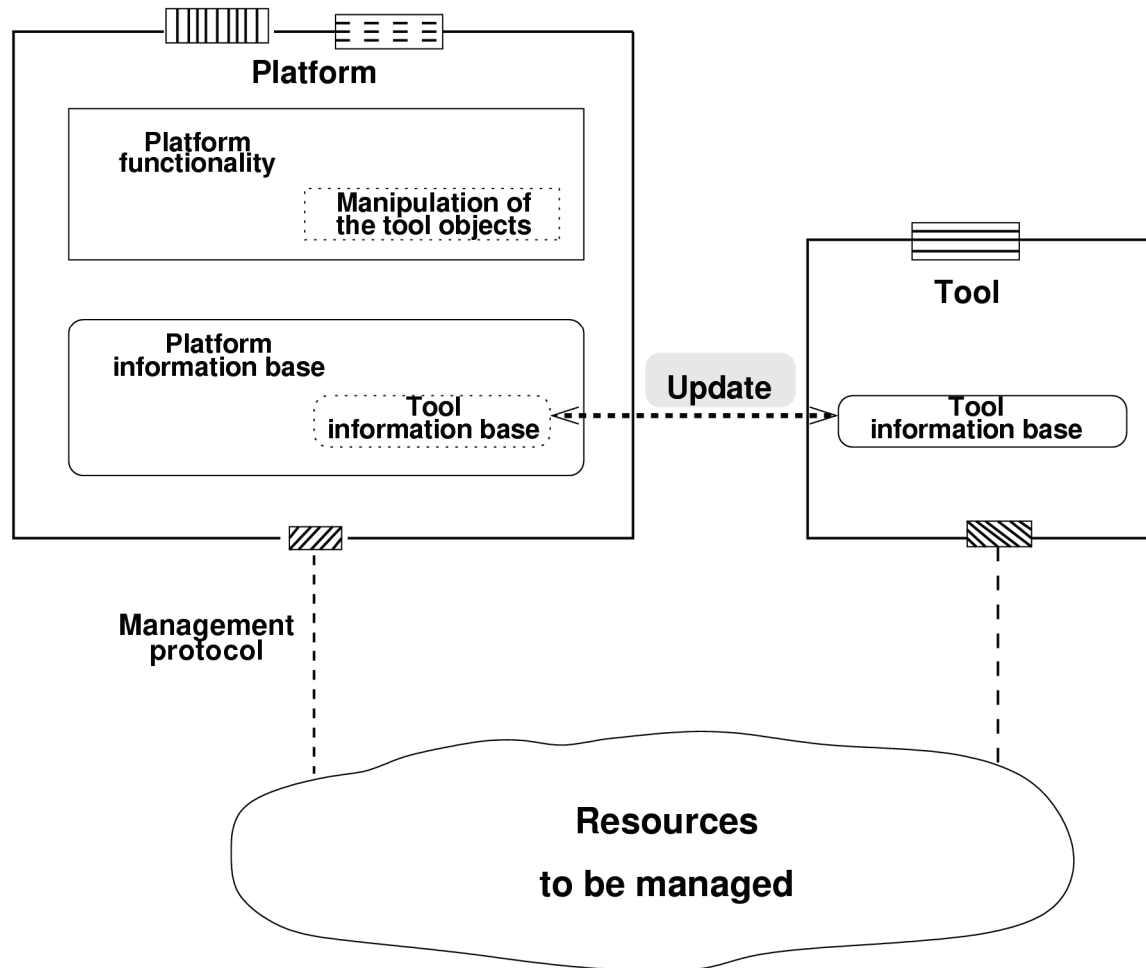 Platform
Platform
functionality
Manipulation of
the tool objects
Platform
information base
Tool
information base
Update
Tool
Tool
information base
Management
protocol
Resources
to be managed